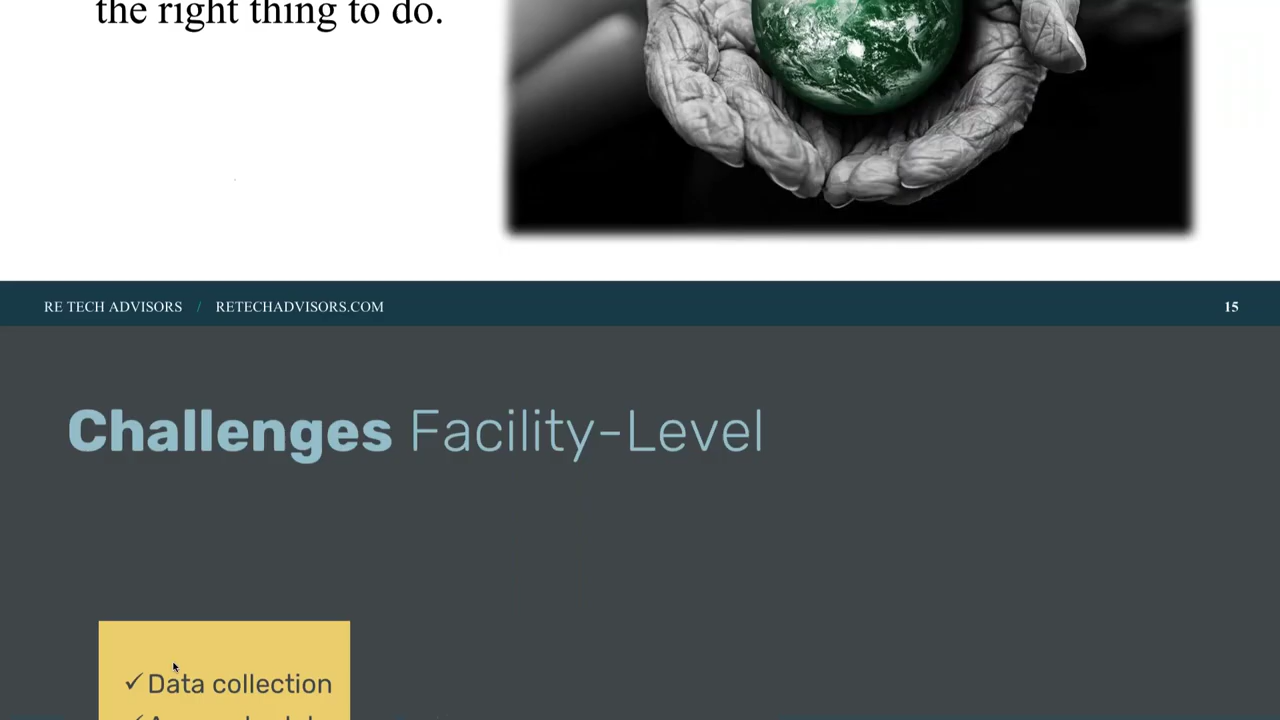 the right thing to do.
RE TECH ADVISORS / RETECHADVISORS.COM
15
Challenges Facility-Level
✓ Data collection